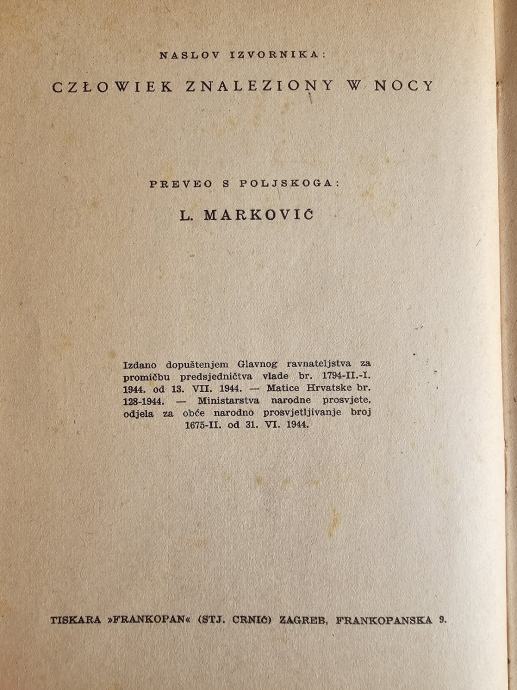 NASLOV IZVORNIKA:
CZŁOWIEK ZNALEZIONY W NOCY
PREVEO S POLJSKOGA:
L. MARKOVIĆ
Izdano dopuštenjem Glavnog ravnateljstva za
promičbu predsjedničtva vlade br. 1794-II.-I.
1944. od 13. VII. 1944. — Matice Hrvatske br.
128-1944. — Ministarstva narodne prosvjete,
odjela za obće narodno prosvjetljivanje broj
1675-II. od 31. VI. 1944.
TISKARA »FRANKOPAN« (STJ. CRNIĆ) ZAGREB, FRANKOPANSKA 9.